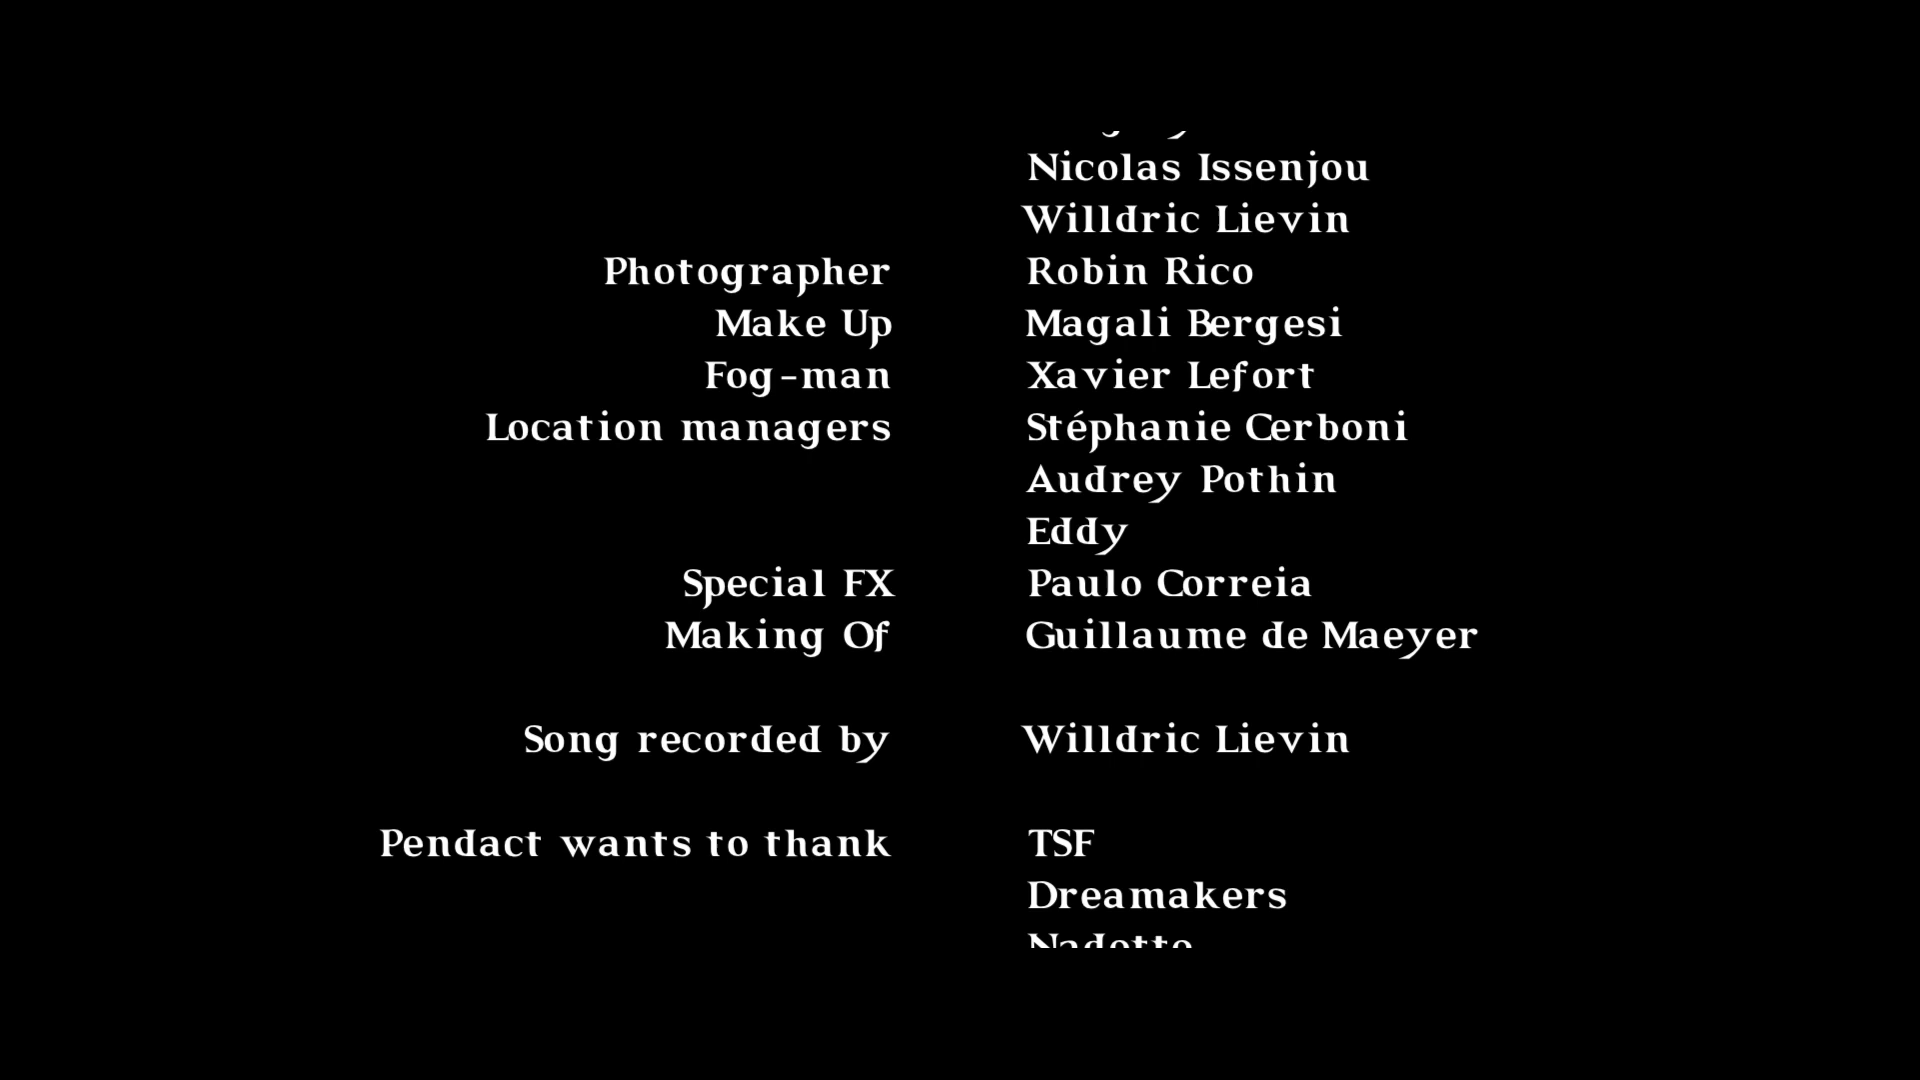 Nicolas Issenjou
Willdric Lievin
Photographer Robin Rico
Make Up Magali Bergesi
Fog-man Xavier Lefort
Location managers Stéphanie Cerboni
Audrey Pothin
Eddy
Special FX Paulo Correia
Making Of Guillaume de Maeyer
Song recorded by Willdric Lievin
Pendact wants to thank TSF
Dreamakers
Nadotto